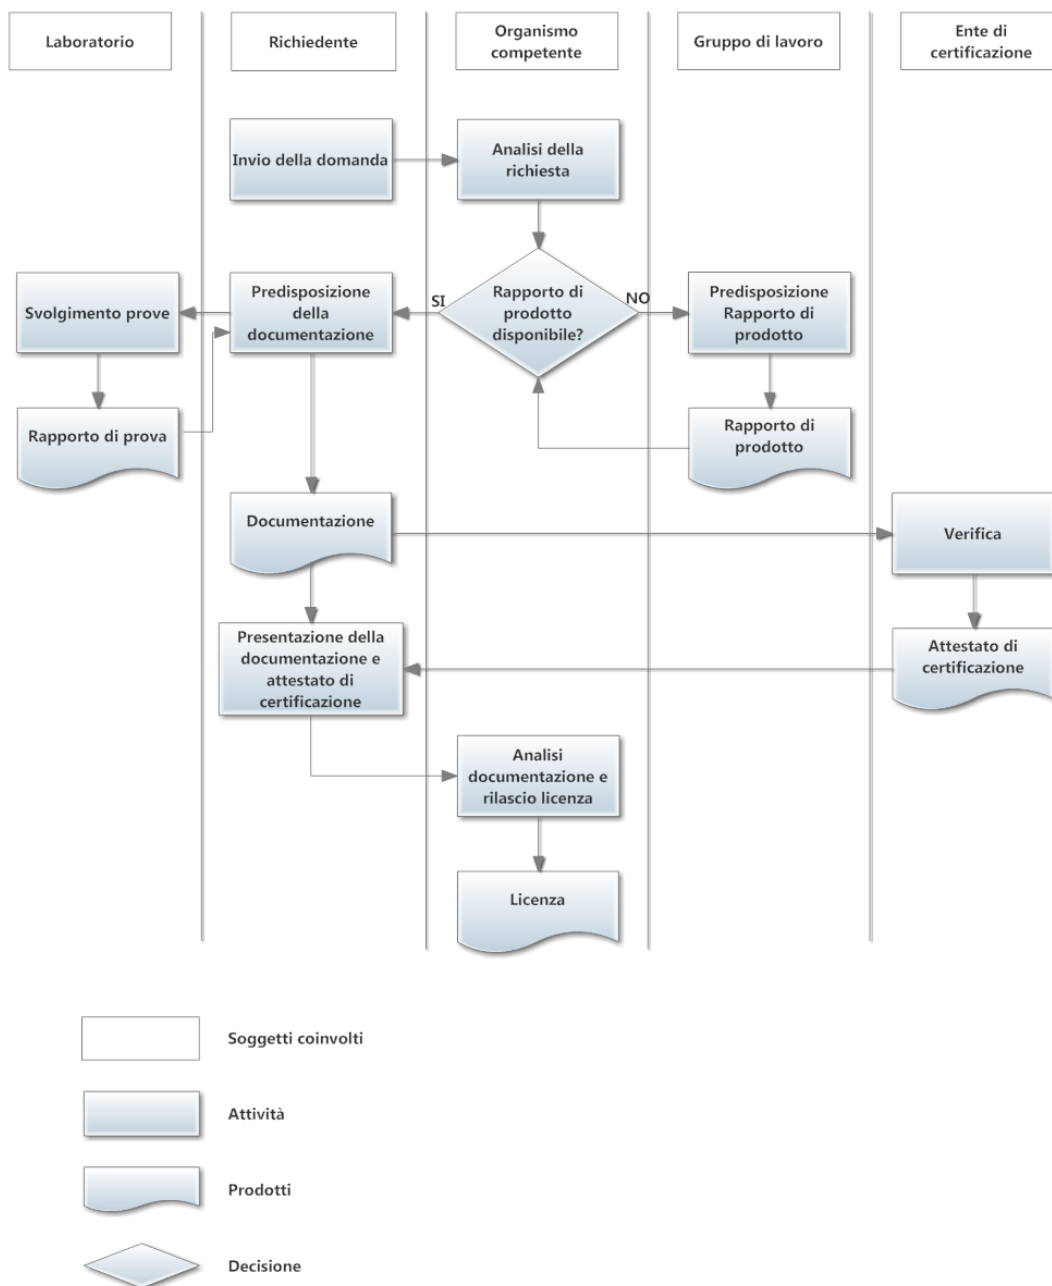 Laboratorio
Richiedente
Organismo
competente
Gruppo di lavoro
Ente di
certificazione
Invio della domanda
Analisi della
richiesta
Svolgimento prove
Predisposizione
della
documentazione
SI
Rapporto di
prodotto
disponibile?
NO
Predisposizione
Rapporto di
prodotto
Rapporto di prova
Rapporto di
prodotto
Documentazione
Verifica
Presentazione della
documentazione e
attestato di
certificazione
Attestato di
certificazione
Analisi
documentazione e
rilascio licenza
Licenza
Soggetti coinvolti
Attività
Prodotti
Decisione